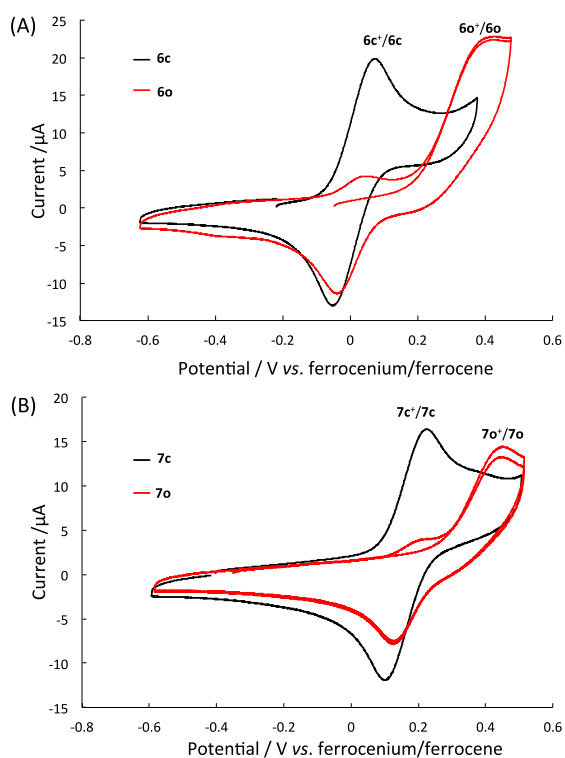 (A)
25
20
15
10
5
0
-5
-10
-15
Current /µA
6c
6o
6c⁺/6c
6o⁺/6o
-0.8 -0.6 -0.4 -0.2 0 0.2 0.4 0.6
Potential / V vs. ferrocenium/ferrocene
(B)
20
15
10
5
0
-5
-10
-15
Current /µA
7c
7o
7c⁺/7c
7o⁺/7o
-0.8 -0.6 -0.4 -0.2 0 0.2 0.4 0.6
Potential / V vs. ferrocenium/ferrocene